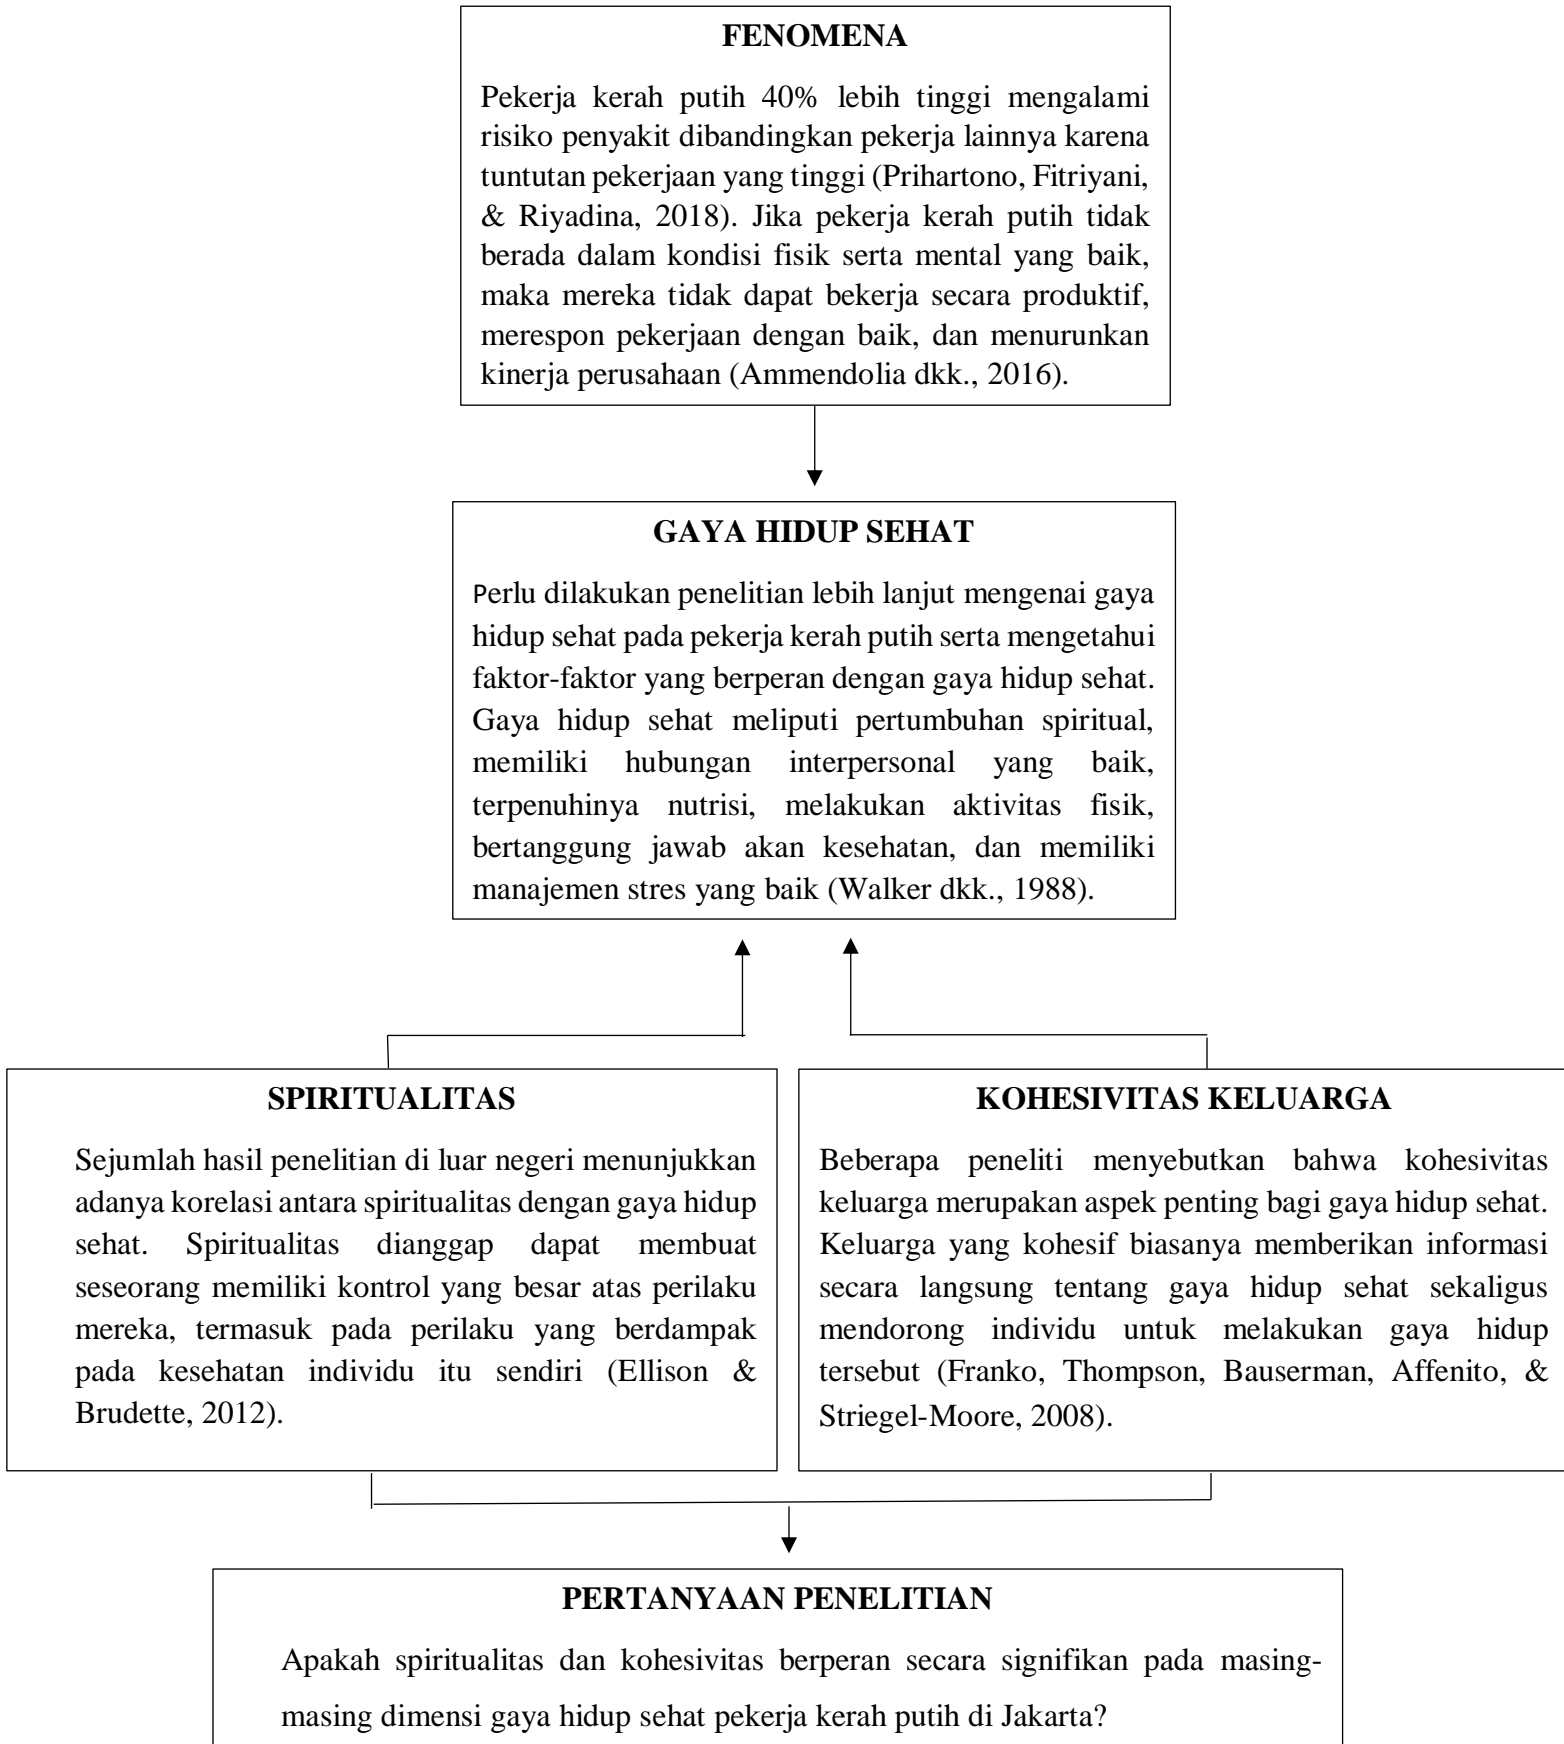 FENOMENA
Pekerja kerah putih 40% lebih tinggi mengalami
risiko penyakit dibandingkan pekerja lainnya karena
tuntutan pekerjaan yang tinggi (Prihartono, Fitriyani,
& Riyadina, 2018). Jika pekerja kerah putih tidak
berada dalam kondisi fisik serta mental yang baik,
maka mereka tidak dapat bekerja secara produktif,
merespon pekerjaan dengan baik, dan menurunkan
kinerja perusahaan (Ammendolia dkk., 2016).
GAYA HIDUP SEHAT
Perlu dilakukan penelitian lebih lanjut mengenai gaya
hidup sehat pada pekerja kerah putih serta mengetahui
faktor-faktor yang berperan dengan gaya hidup sehat.
Gaya hidup sehat meliputi pertumbuhan spiritual,
memiliki hubungan interpersonal yang baik,
terpenuhinya nutrisi, melakukan aktivitas fisik,
bertanggung jawab akan kesehatan, dan memiliki
manajemen stres yang baik (Walker dkk., 1988).
SPIRITUALITAS
Sejumlah hasil penelitian di luar negeri menunjukkan
adanya korelasi antara spiritualitas dengan gaya hidup
sehat. Spiritualitas dianggap dapat membuat
seseorang memiliki kontrol yang besar atas perilaku
mereka, termasuk pada perilaku yang berdampak
pada kesehatan individu itu sendiri (Ellison &
Brudette, 2012).
KOHESIVITAS KELUARGA
Beberapa peneliti menyebutkan bahwa kohesivitas
keluarga merupakan aspek penting bagi gaya hidup sehat.
Keluarga yang kohesif biasanya memberikan informasi
secara langsung tentang gaya hidup sehat sekaligus
mendorong individu untuk melakukan gaya hidup
tersebut (Franko, Thompson, Bauserman, Affenito, &
Striegel-Moore, 2008).
PERTANYAAN PENELITIAN
Apakah spiritualitas dan kohesivitas berperan secara signifikan pada masing-
masing dimensi gaya hidup sehat pekerja kerah putih di Jakarta?